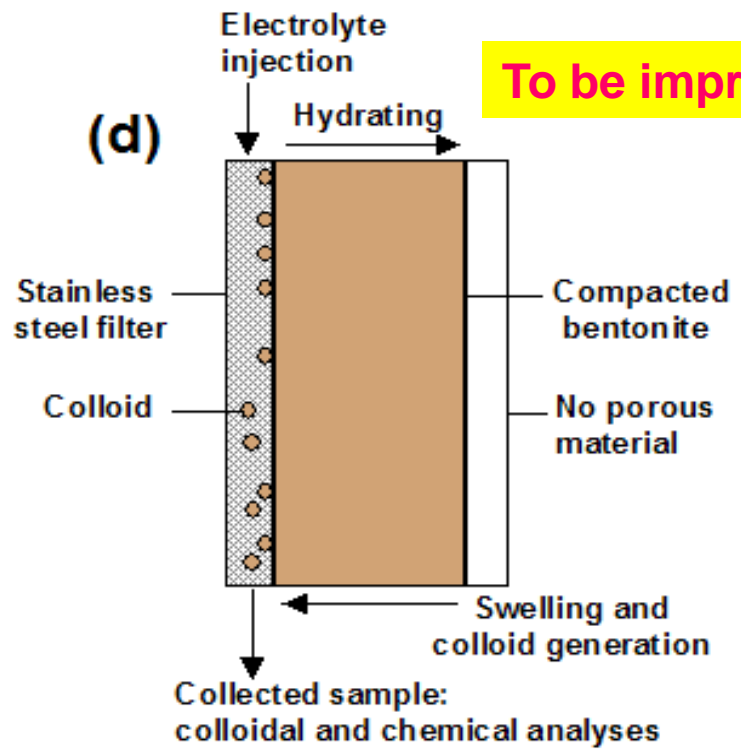 Electrolyte
injection
To be impr
(d)
Hydrating
Stainless
steel filter
Compacted
bentonite
Colloid
No porous
material
Swelling and
colloid generation
Collected sample:
colloidal and chemical analyses